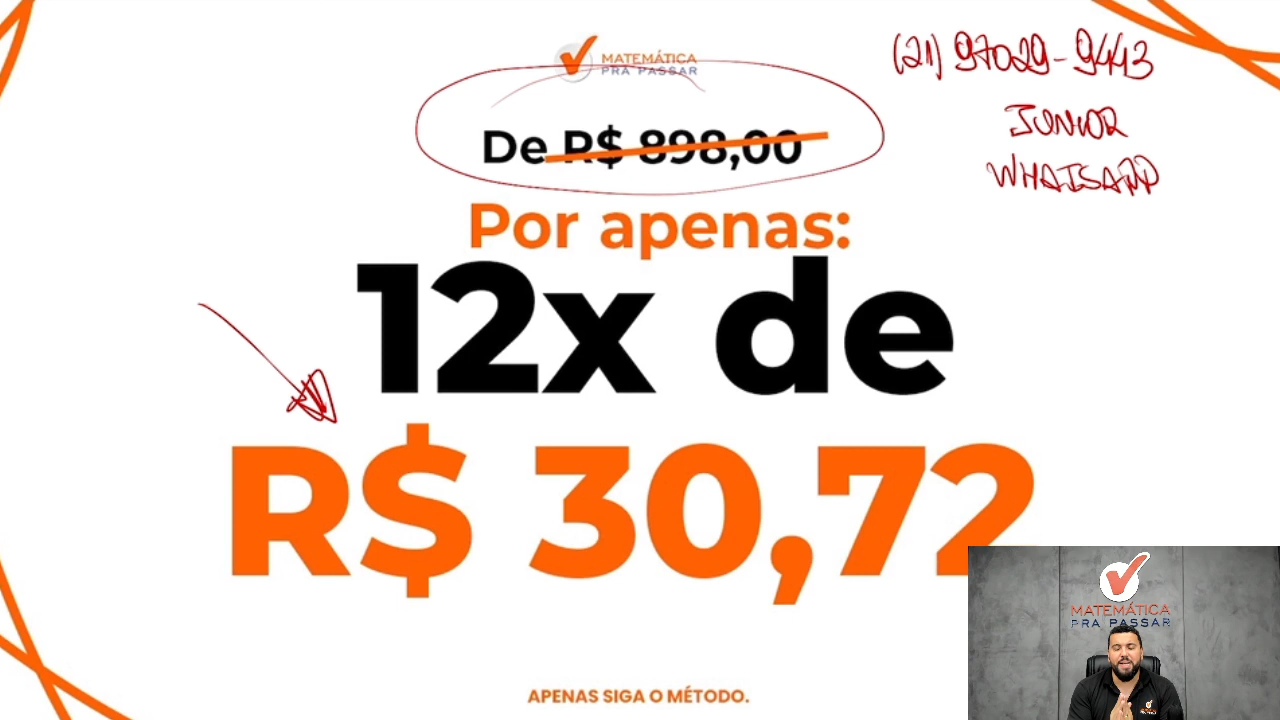 MATEMÁTICA
PRA PASSAR
(21) 97029-9443
JUNIOR
WHATSAPP
De R$ 898,00
Por apenas:
12x de
R$ 30,72
MATEMÁTICA
PRA PASSAR
APENAS SIGA O MÉTODO.